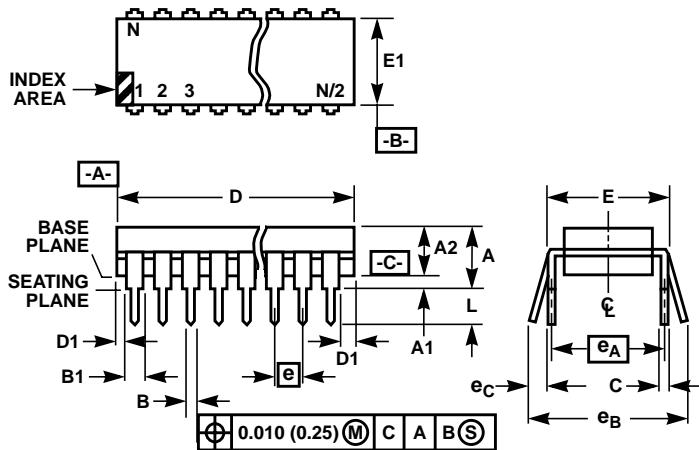 N
E1
INDEX
AREA
1 2 3 N/2
-B-
-A-
D
E
BASE
PLANE
A2
A
-C-
SEATING
PLANE
L
D1
A1
D1
B1
e
B
eA
eC
C
eB
0.010 (0.25) Ⓜ C A B Ⓢ